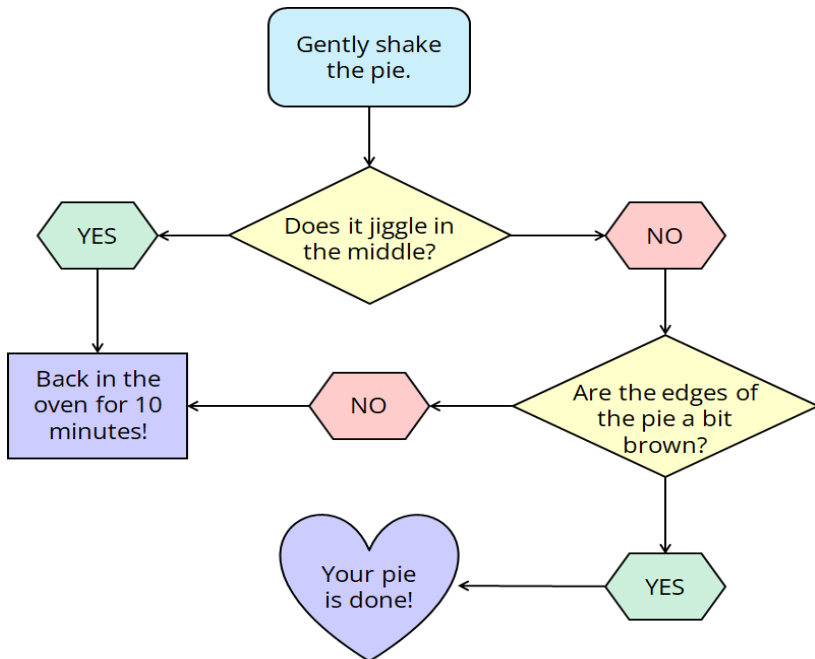 Gently shake
the pie.
Does it jiggle in
the middle?
YES
NO
Back in the
oven for 10
minutes!
NO
Are the edges of
the pie a bit
brown?
Your pie
is done!
YES